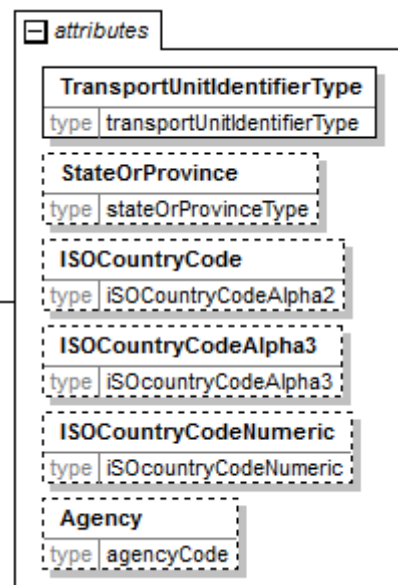 attributes
TransportUnitIdentifierType
type transportUnitIdentifierType
StateOrProvince
type stateOrProvinceType
ISOCountryCode
type iSOCountryCodeAlpha2
ISOCountryCodeAlpha3
type iSOcountryCodeAlpha3
ISOCountryCodeNumeric
type iSOcountryCodeNumeric
Agency
type agencyCode